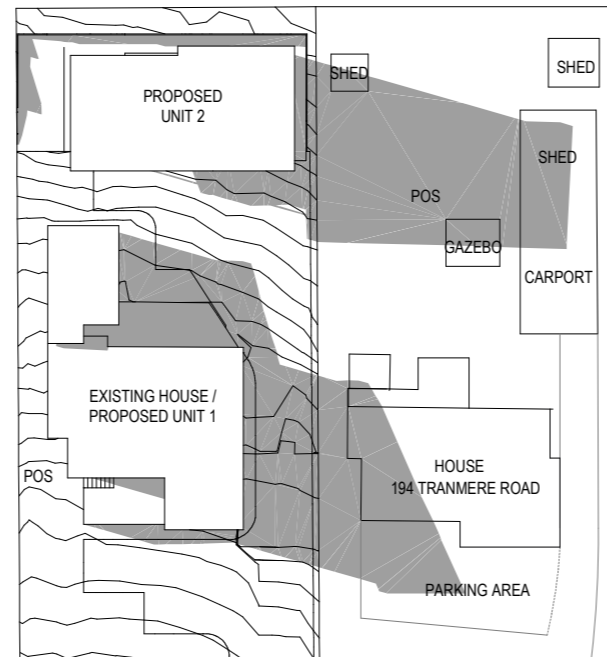 SHED
SHED
PROPOSED
UNIT 2
SHED
POS
GAZEBO
CARPORT
EXISTING HOUSE /
PROPOSED UNIT 1
POS
HOUSE
194 TRANMERE ROAD
PARKING AREA